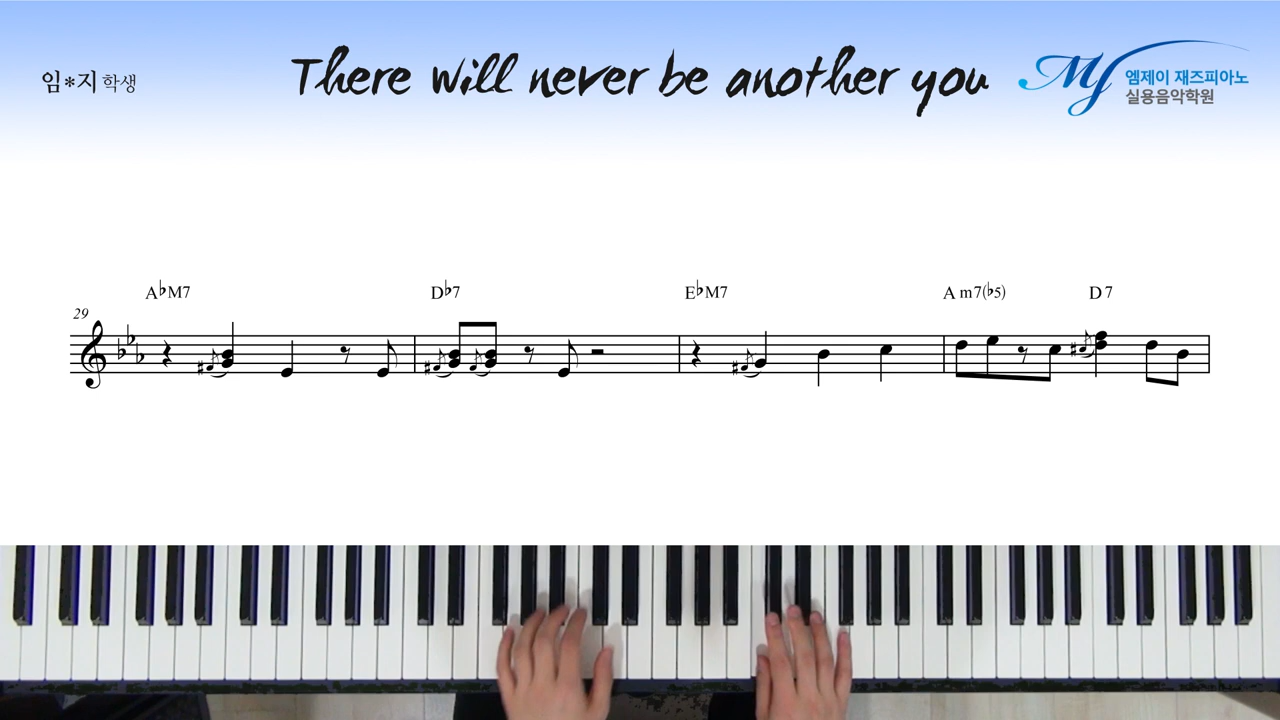 임*지 학생
There will never be another you
엠제이 재즈피아노
실용음악학원
A♭M7 D♭7 E♭M7 A m7(♭5) D 7
29